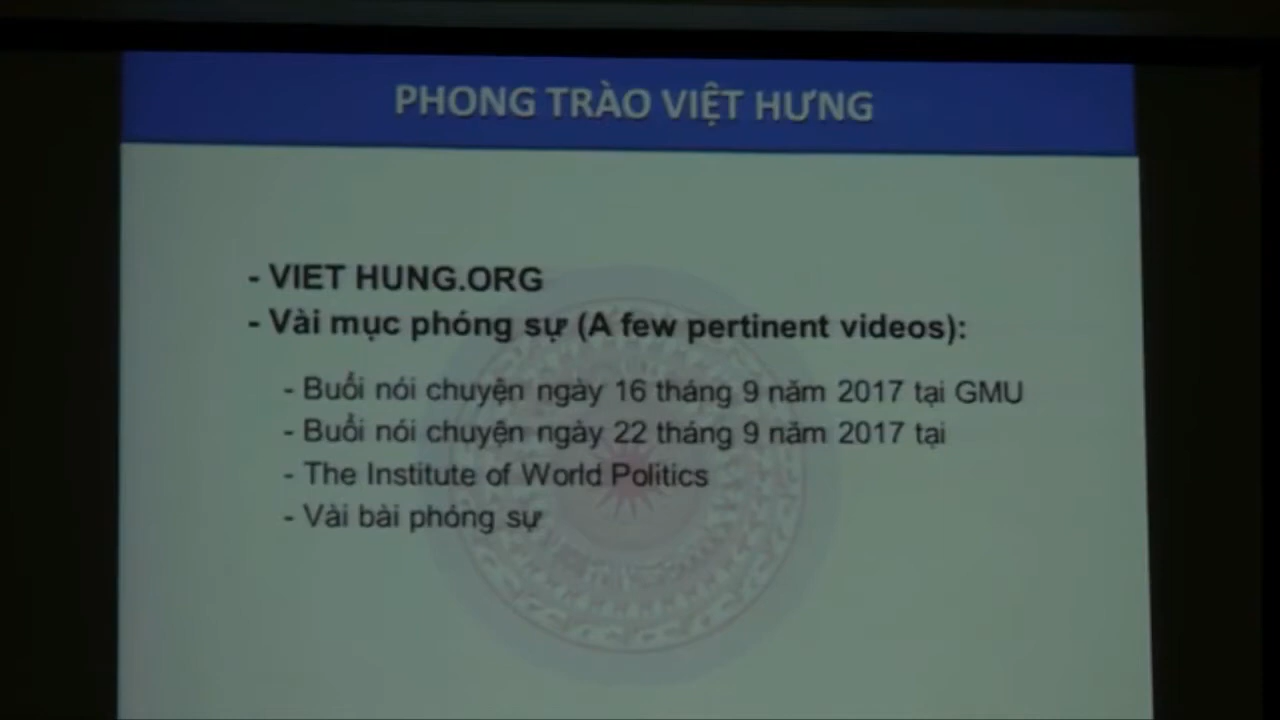 PHONG TRÀO VIỆT HƯNG
- VIET HUNG.ORG
- Vài mục phóng sự (A few pertinent videos):
- Buổi nói chuyện ngày 16 tháng 9 năm 2017 tại GMU
- Buổi nói chuyện ngày 22 tháng 9 năm 2017 tại
- The Institute of World Politics
- Vài bài phóng sự